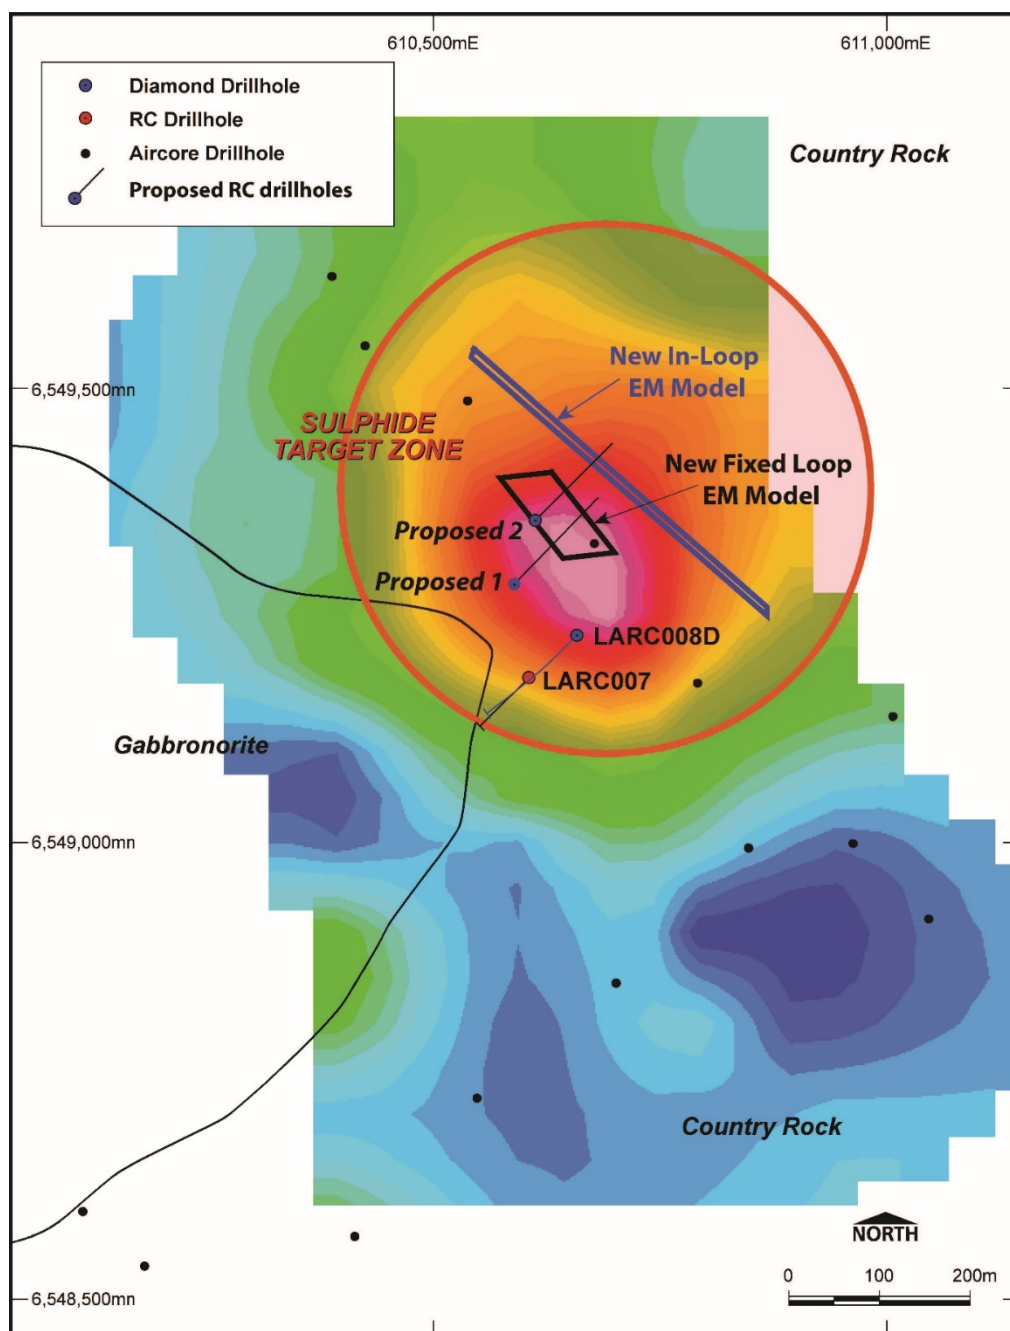 610,500mE
611,000mE
Diamond Drillhole
RC Drillhole
Aircore Drillhole
Proposed RC drillholes
Country Rock
New In-Loop
EM Model
6,549,500mn
SULPHIDE
TARGET ZONE
New Fixed Loop
EM Model
Proposed 2
Proposed 1
LARC008D
LARC007
Gabbronorite
6,549,000mn
Country Rock
NORTH
0
100
200m
6,548,500mn